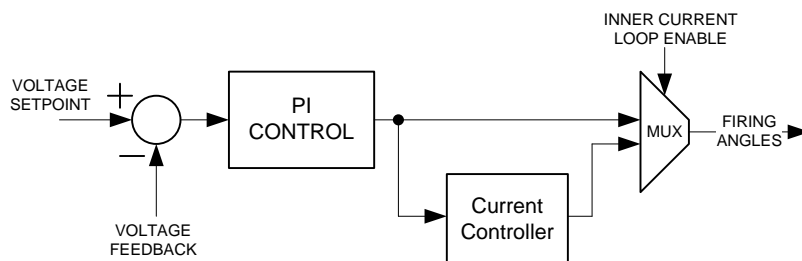 INNER CURRENT
LOOP ENABLE
VOLTAGE
SETPOINT
+
PI
CONTROL
MUX
FIRING
ANGLES
−
VOLTAGE
FEEDBACK
Current
Controller